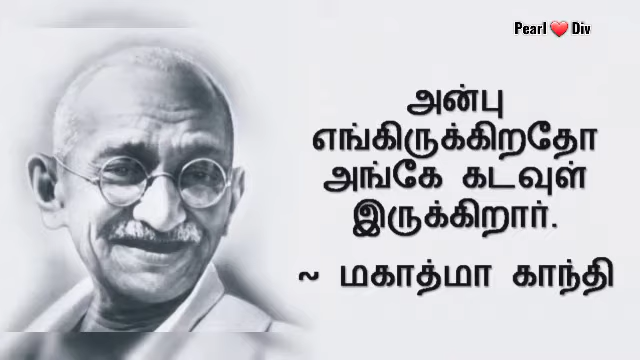 Pearl ❤️ Div
அன்பு
எங்கிருக்கிறதோ
அங்கே கடவுள்
இருக்கிறார்.
~ மகாத்மா காந்தி